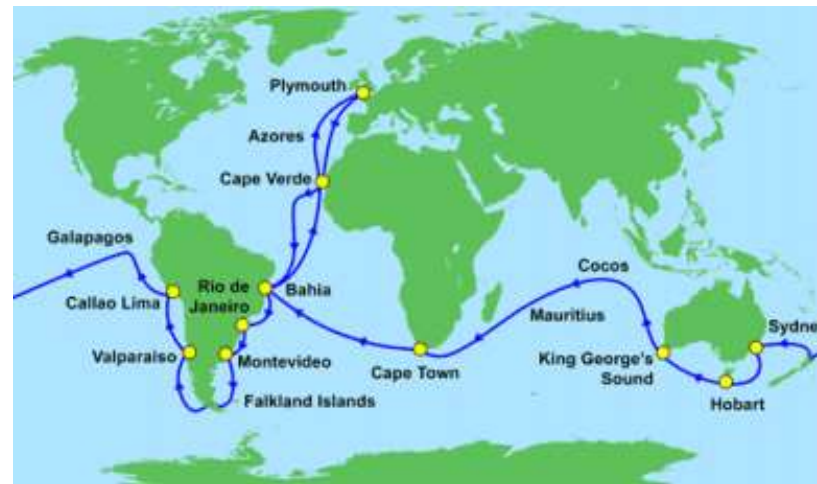 Plymouth
Azores
Cape Verde
Galapagos
Rio de
Janeiro
Bahia
Cocos
Callao Lima
Mauritius
Sydne
Valparaiso
Montevideo
Cape Town
King George's
Sound
Falkland Islands
Hobart